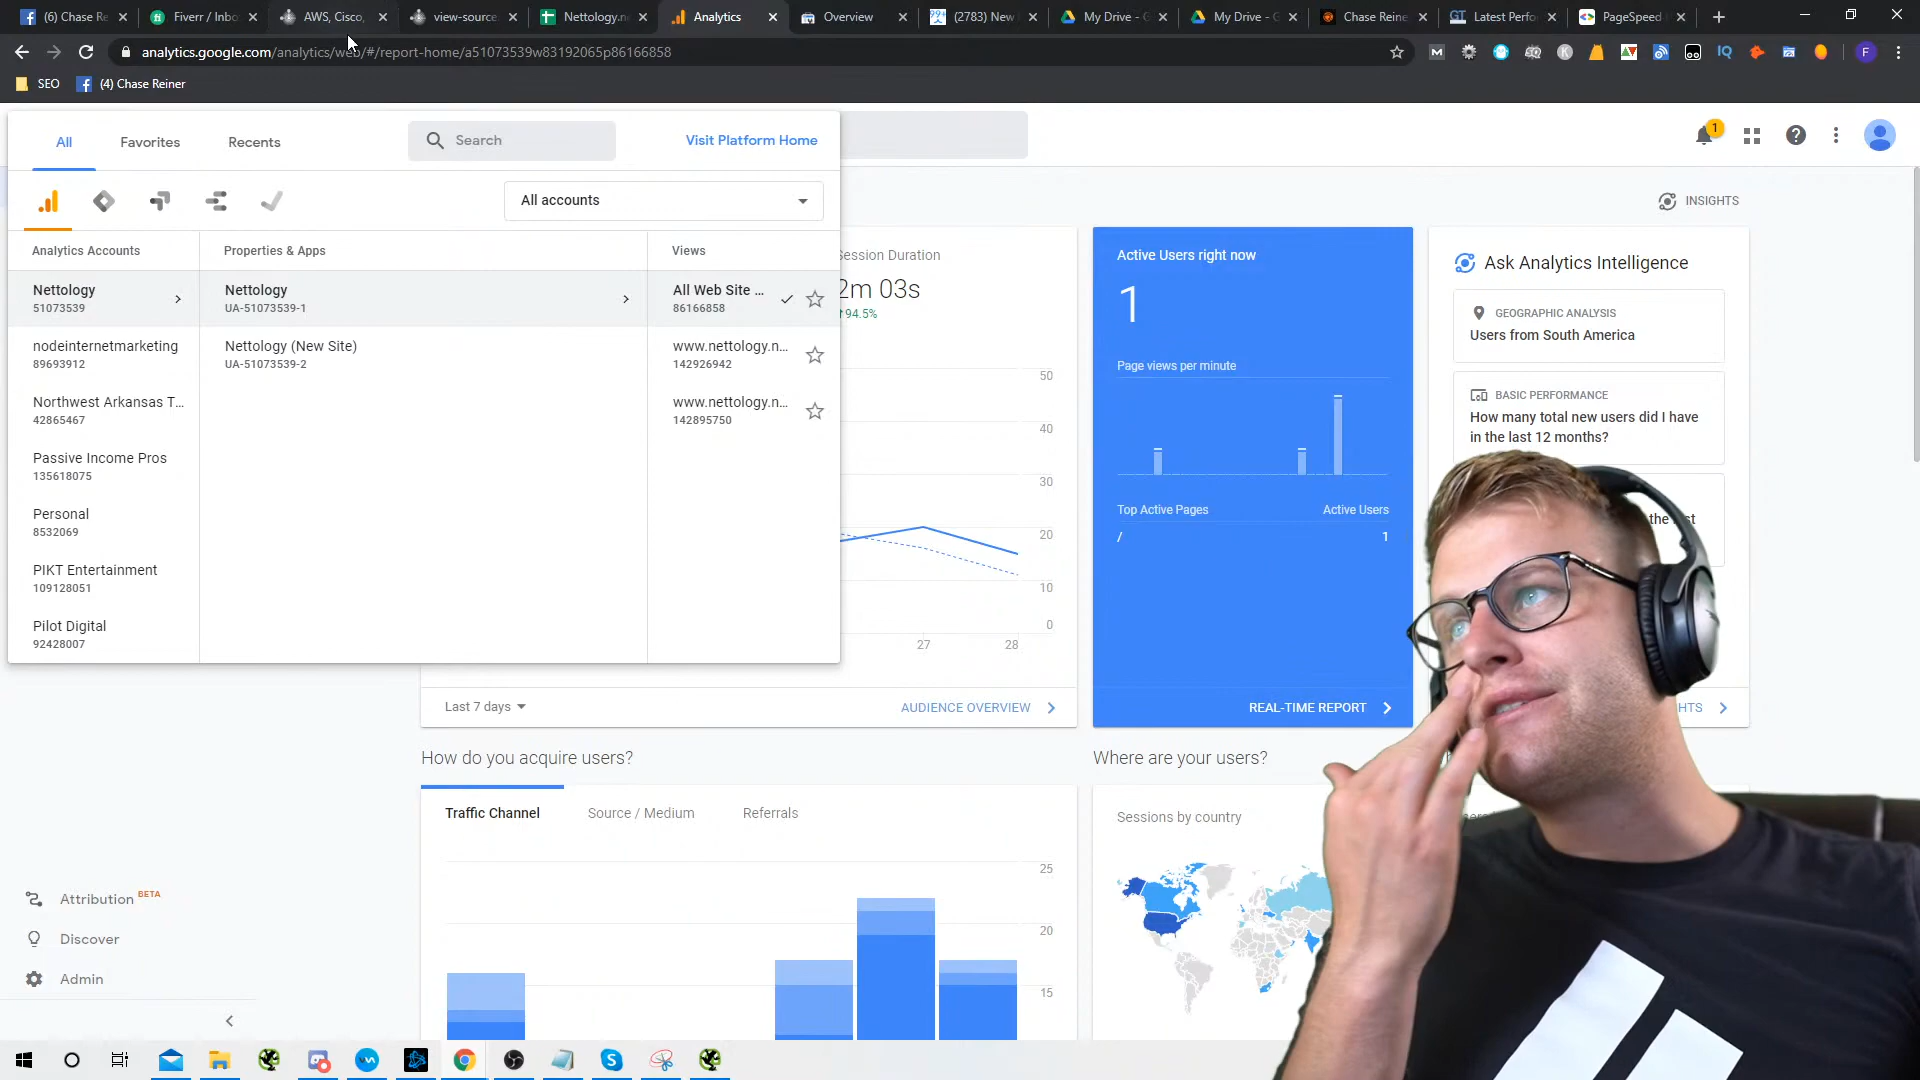 (6) Chase Re
Fiverr / Inbo
AWS, Cisco,
view-source:
Nettology.ne
Analytics
Overview
(2783) New
My Drive - G
My Drive - G
Chase Reine
Latest Perfo
PageSpeed
analytics.google.com/analytics/web/#/report-home/a51073539w83192065p86166858
SEO
(4) Chase Reiner
All
Favorites
Recents
Search
Visit Platform Home
1
All accounts
INSIGHTS
Analytics Accounts
Properties & Apps
Views
Nettology
51073539
nodeinternetmarketing
89693912
Northwest Arkansas T...
42865467
Passive Income Pros
135618075
Personal
8532069
PIKT Entertainment
109128051
Pilot Digital
92428007
Nettology
UA-51073539-1
Nettology (New Site)
UA-51073539-2
All Web Site ...
86166858
www.nettology.n...
142926942
www.nettology.n...
142895750
Session Duration
2m 03s
94.5%
50
40
30
20
10
0
27
28
Last 7 days
AUDIENCE OVERVIEW
Active Users right now
1
Page views per minute
Top Active Pages
Active Users
/
1
REAL-TIME REPORT
Ask Analytics Intelligence
GEOGRAPHIC ANALYSIS
Users from South America
BASIC PERFORMANCE
How many total new users did I have
in the last 12 months?
HTS
How do you acquire users?
Where are your users?
Traffic Channel
Source / Medium
Referrals
25
20
15
Sessions by country
Attribution BETA
Discover
Admin